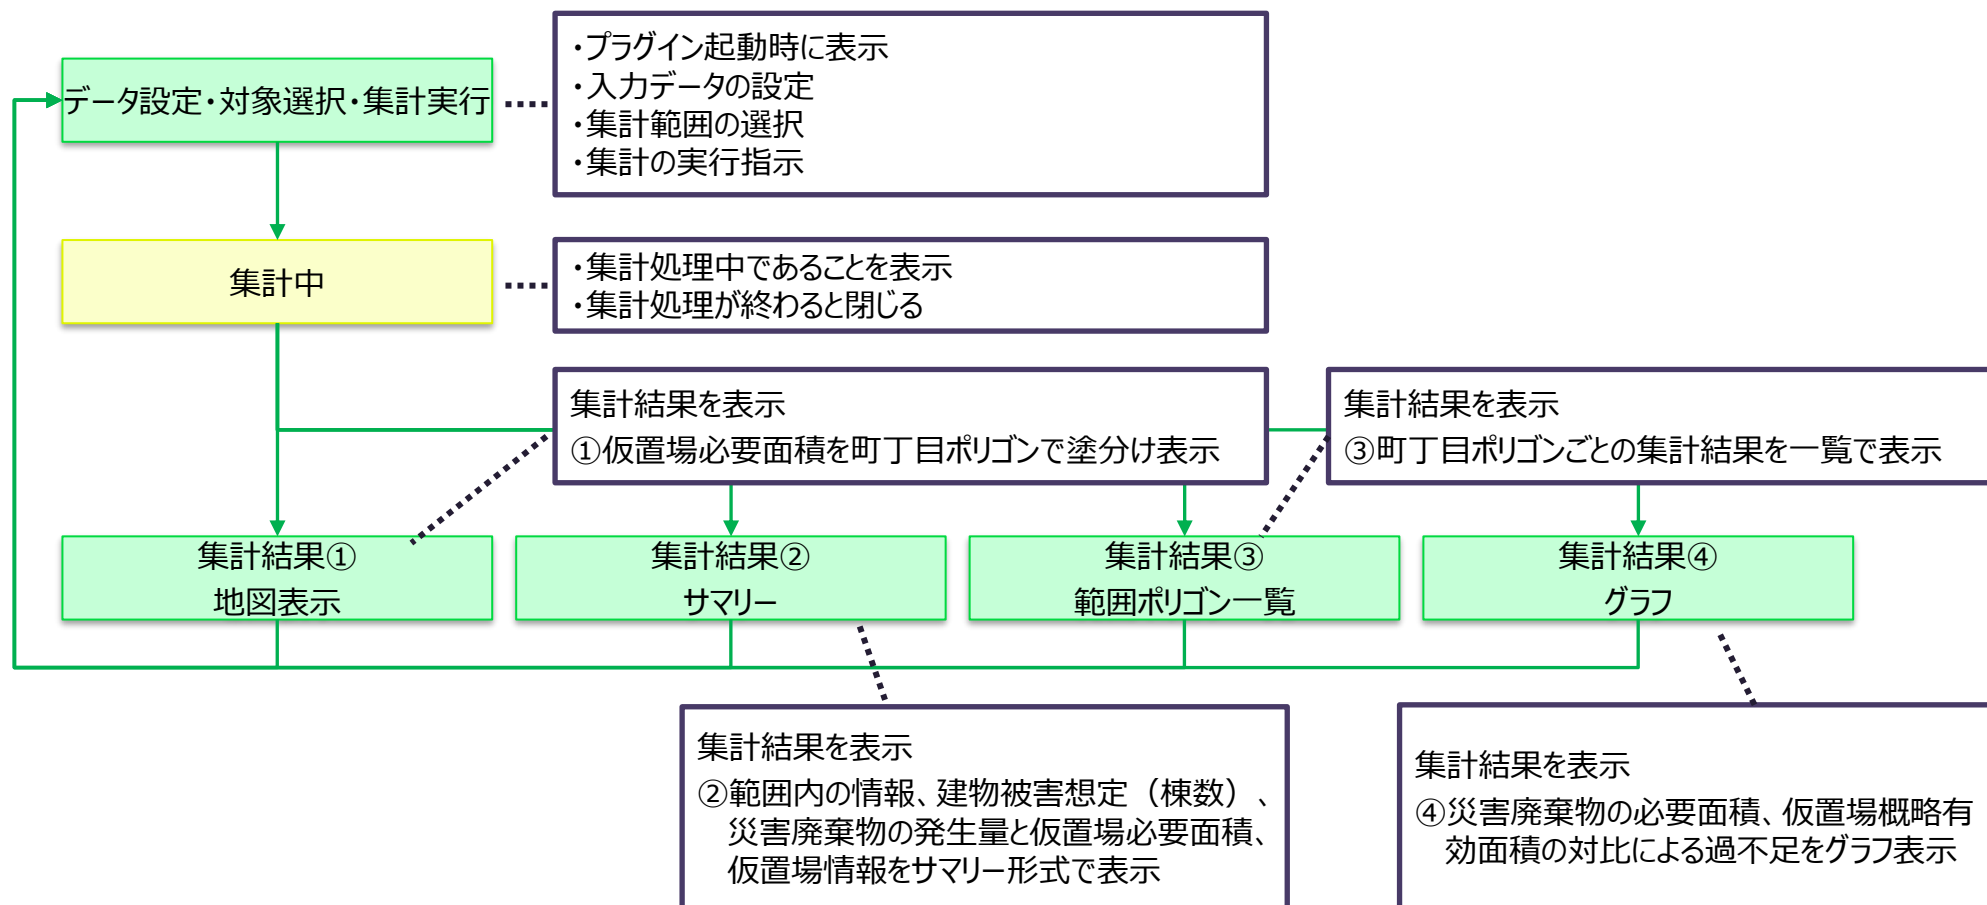 ・プラグイン起動時に表示
・入力データの設定
・集計範囲の選択
・集計の実行指示
データ設定・対象選択・集計実行
集計中
・集計処理中であることを表示
・集計処理が終わると閉じる
集計結果を表示
①仮置場必要面積を町丁目ポリゴンで塗分け表示
集計結果を表示
③町丁目ポリゴンごとの集計結果を一覧で表示
集計結果①
地図表示
集計結果②
サマリー
集計結果③
範囲ポリゴン一覧
集計結果④
グラフ
集計結果を表示
②範囲内の情報、建物被害想定（棟数）、
災害廃棄物の発生量と仮置場必要面積、
仮置場情報をサマリー形式で表示
集計結果を表示
④災害廃棄物の必要面積、仮置場概略有
効面積の対比による過不足をグラフ表示